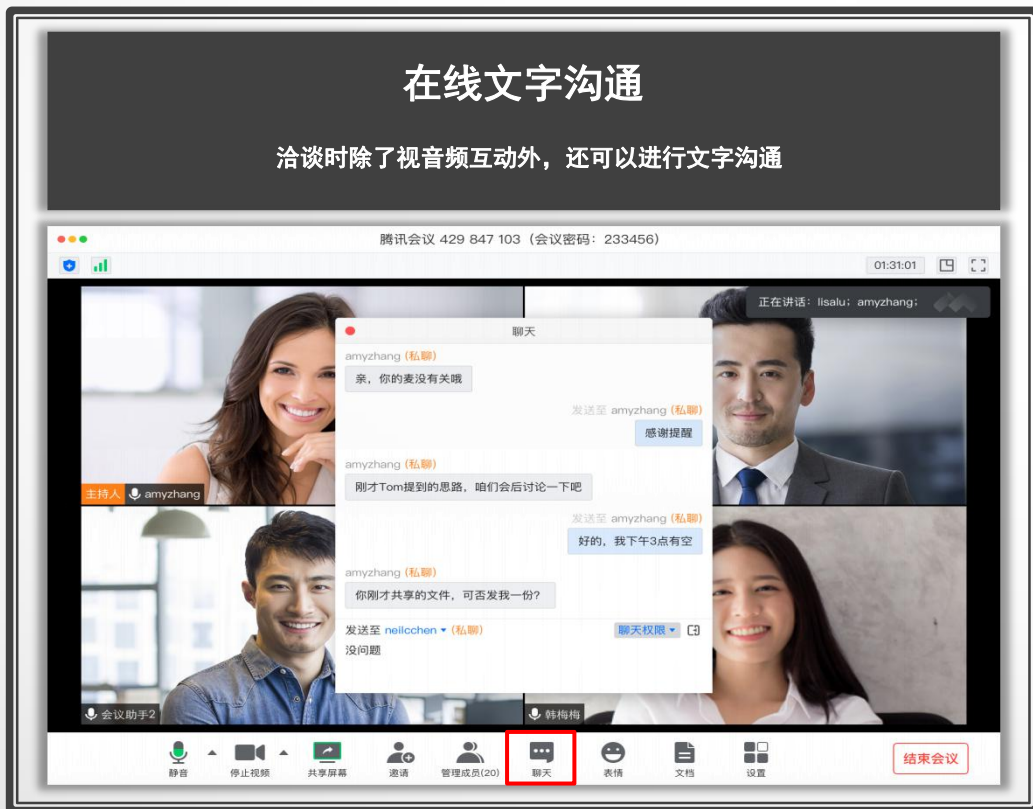 在线文字沟通
洽谈时除了视音频互动外，还可以进行文字沟通
腾讯会议 429 847 103（会议密码：233456）
01:31:01
正在讲话：lisalu；amyzhang；
聊天
amyzhang (私聊)
亲，你的麦没有关哦
发送至 amyzhang (私聊)
感谢提醒
amyzhang (私聊)
刚才Tom提到的思路，咱们会后讨论一下吧
发送至 amyzhang (私聊)
好的，我下午3点有空
amyzhang (私聊)
你刚才共享的文件，可否发我一份？
发送至 neilcchen (私聊) 聊天权限
没问题
主持人 amyzhang
会议助手2
韩梅梅
静音 停止视频 共享屏幕 邀请 管理成员(20) 聊天 表情 文档 设置 结束会议